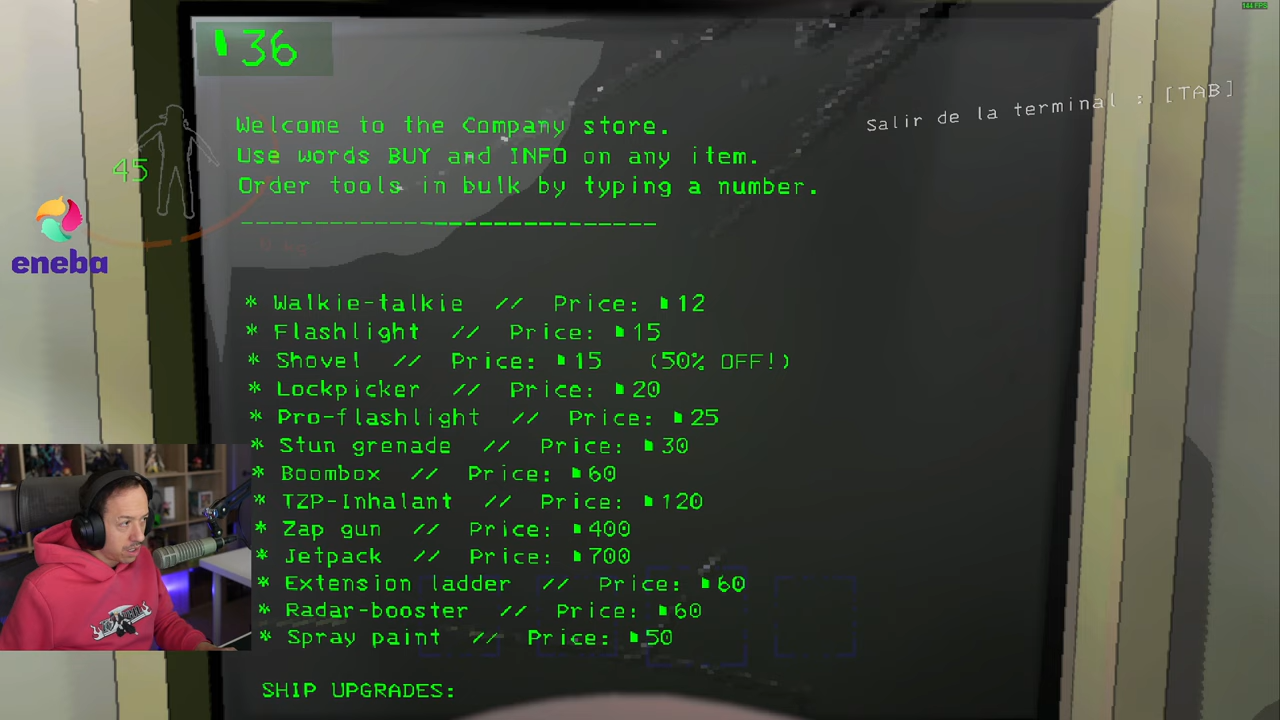 144 FPS
▮36
Salir de la terminal : [TAB]
Welcome to the Company store.
Use words BUY and INFO on any item.
Order tools in bulk by typing a number.
----------------------------
45
eneba
* Walkie-talkie // Price: ▮12
* Flashlight // Price: ▮15
* Shovel // Price: ▮15 (50% OFF!)
* Lockpicker // Price: ▮20
* Pro-flashlight // Price: ▮25
* Stun grenade // Price: ▮30
* Boombox // Price: ▮60
* TZP-Inhalant // Price: ▮120
* Zap gun // Price: ▮400
* Jetpack // Price: ▮700
* Extension ladder // Price: ▮60
* Radar-booster // Price: ▮60
* Spray paint // Price: ▮50
SHIP UPGRADES: